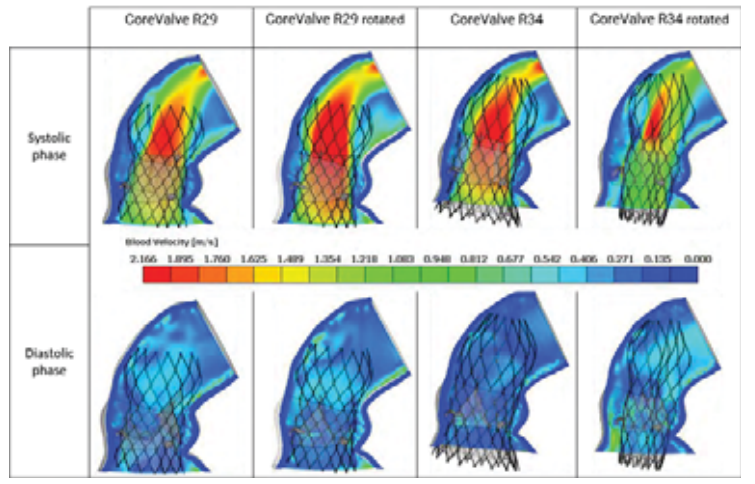 CoreValve R29
CoreValve R29 rotated
CoreValve R34
CoreValve R34 rotated
Systolic
phase
Blood Velocity [m/s]
2.166 1.895 1.760 1.625 1.489 1.354 1.218 1.083 0.948 0.812 0.677 0.542 0.406 0.271 0.135 0.000
Diastolic
phase